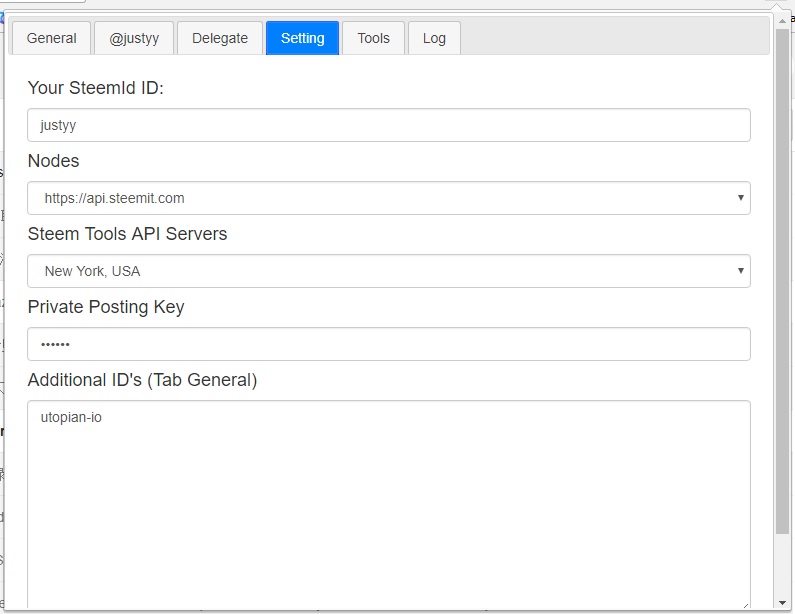 General @justyy Delegate Setting Tools Log
Your SteemId ID:
justyy
Nodes
https://api.steemit.com
Steem Tools API Servers
New York, USA
Private Posting Key
••••••
Additional ID's (Tab General)
utopian-io